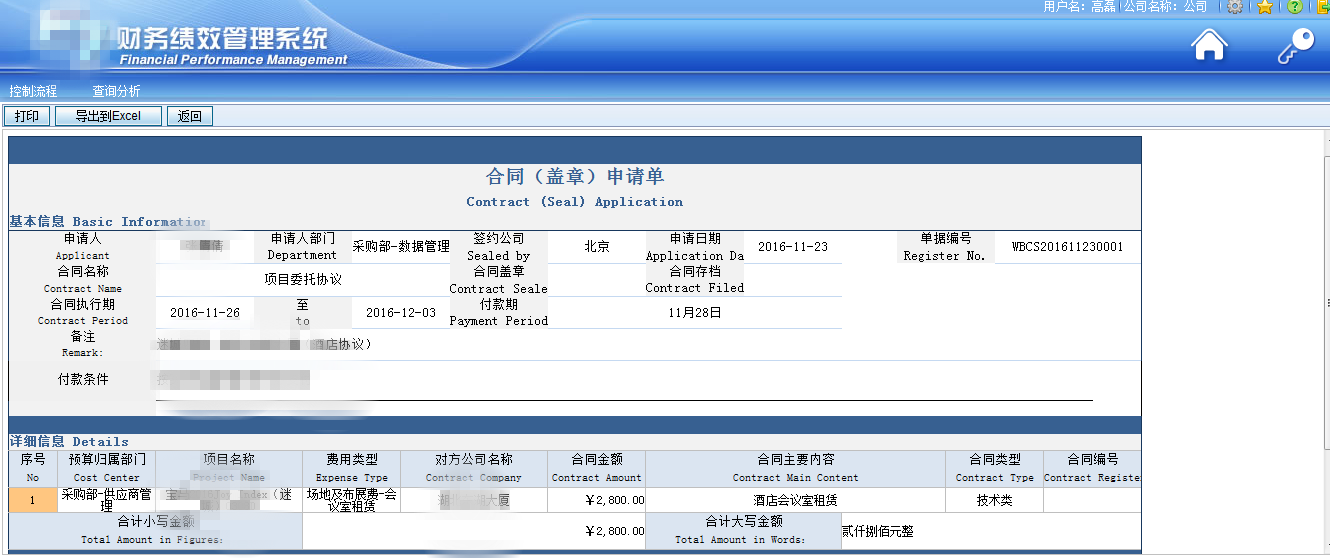 用户名: 高磊 公司名称: 公司
财务绩效管理系统
Financial Performance Management
控制流程 查询分析
打印 导出到Excel 返回
合同（盖章）申请单
Contract (Seal) Application
基本信息 Basic Information
申请人 申请人部门 采购部-数据管理 签约公司 北京 申请日期 2016-11-23 单据编号 WBCS201611230001
Applicant Department Sealed by Application Da Register No.
合同名称 项目委托协议 合同盖章 合同存档
Contract Name Contract Seale Contract Filed
合同执行期 2016-11-26 至 2016-12-03 付款期 11月28日
Contract Period to Payment Period
备注 酒店协议）
Remark:
付款条件
详细信息 Details
序号 预算归属部门 项目名称 费用类型 对方公司名称 合同金额 合同主要内容 合同类型 合同编号
No Cost Center Project Name Expense Type Contract Company Contract Amount Contract Main Content Contract Type Contract Registe
1 采购部-供应商管理 Index（迷 场地及布展费-会议室租赁 大厦 ￥2,800.00 酒店会议室租赁 技术类
合计小写金额 ￥2,800.00 合计大写金额 贰仟捌佰元整
Total Amount in Figures: Total Amount in Words: